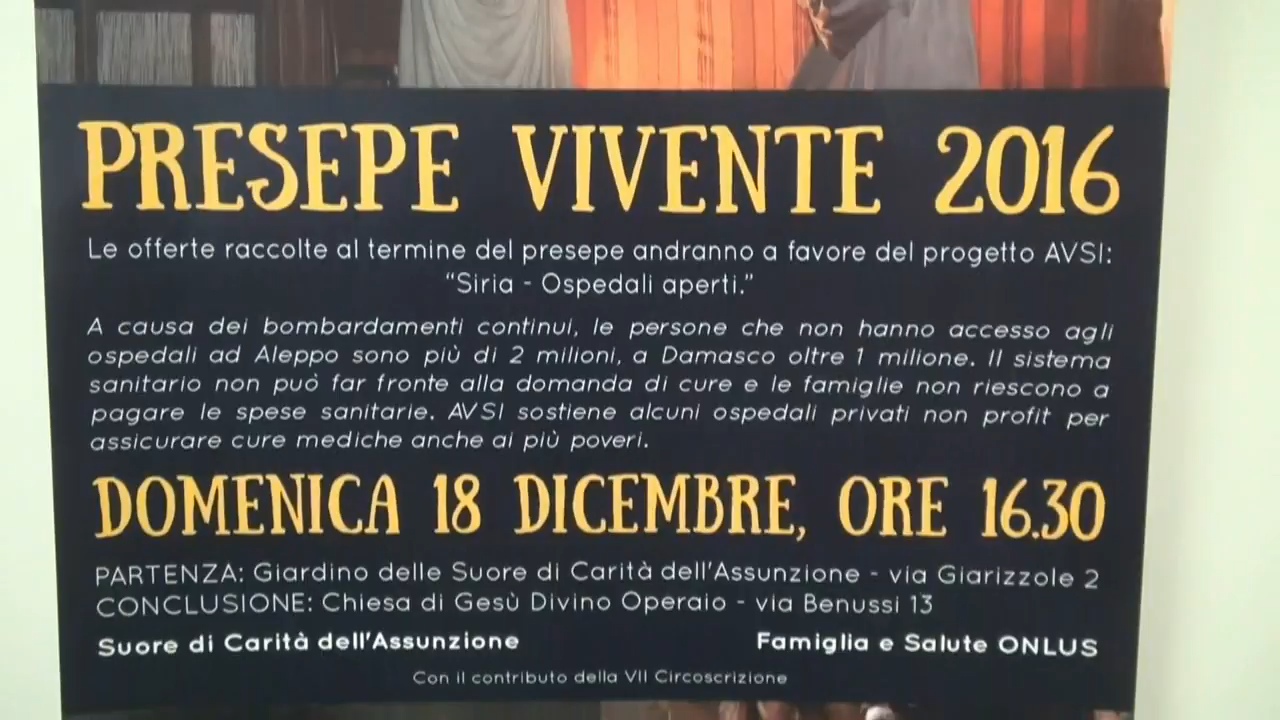 PRESEPE VIVENTE 2016
Le offerte raccolte al termine del presepe andranno a favore del progetto AVSI:
“Siria - Ospedali aperti.”
A causa dei bombardamenti continui, le persone che non hanno accesso agli
ospedali ad Aleppo sono più di 2 milioni, a Damasco oltre 1 milione. Il sistema
sanitario non può far fronte alla domanda di cure e le famiglie non riescono a
pagare le spese sanitarie. AVSI sostiene alcuni ospedali privati non profit per
assicurare cure mediche anche ai più poveri.
DOMENICA 18 DICEMBRE, ORE 16.30
PARTENZA: Giardino delle Suore di Carità dell'Assunzione - via Giarizzole 2
CONCLUSIONE: Chiesa di Gesù Divino Operaio - via Benussi 13
Suore di Carità dell'Assunzione Famiglia e Salute ONLUS
Con il contributo della VII Circoscrizione